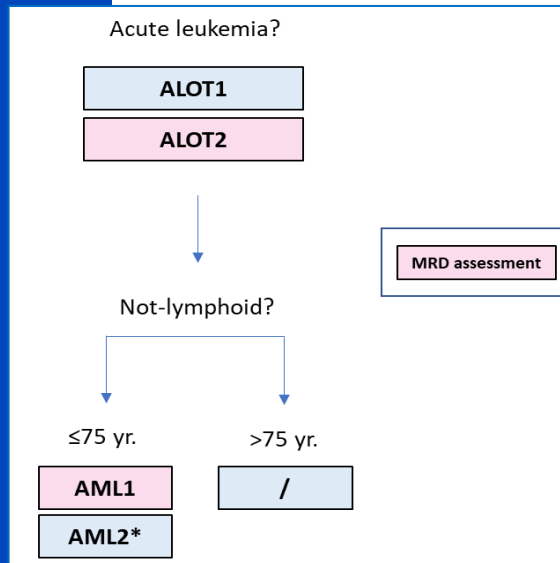 Acute leukemia?
ALOT1
ALOT2
MRD assessment
Not-lymphoid?
≤75 yr.
>75 yr.
AML1
/
AML2*